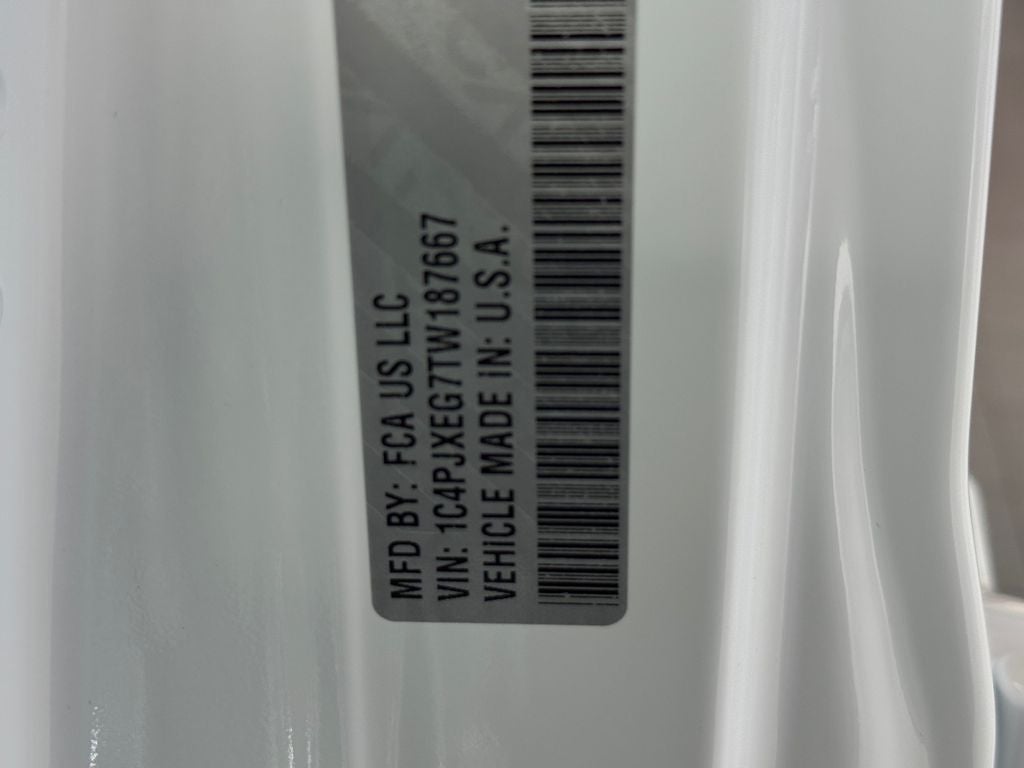 MFD BY: FCA US LLC
VIN: 1C4PJXEG7TW187667
VEHICLE MADE IN: U.S.A.